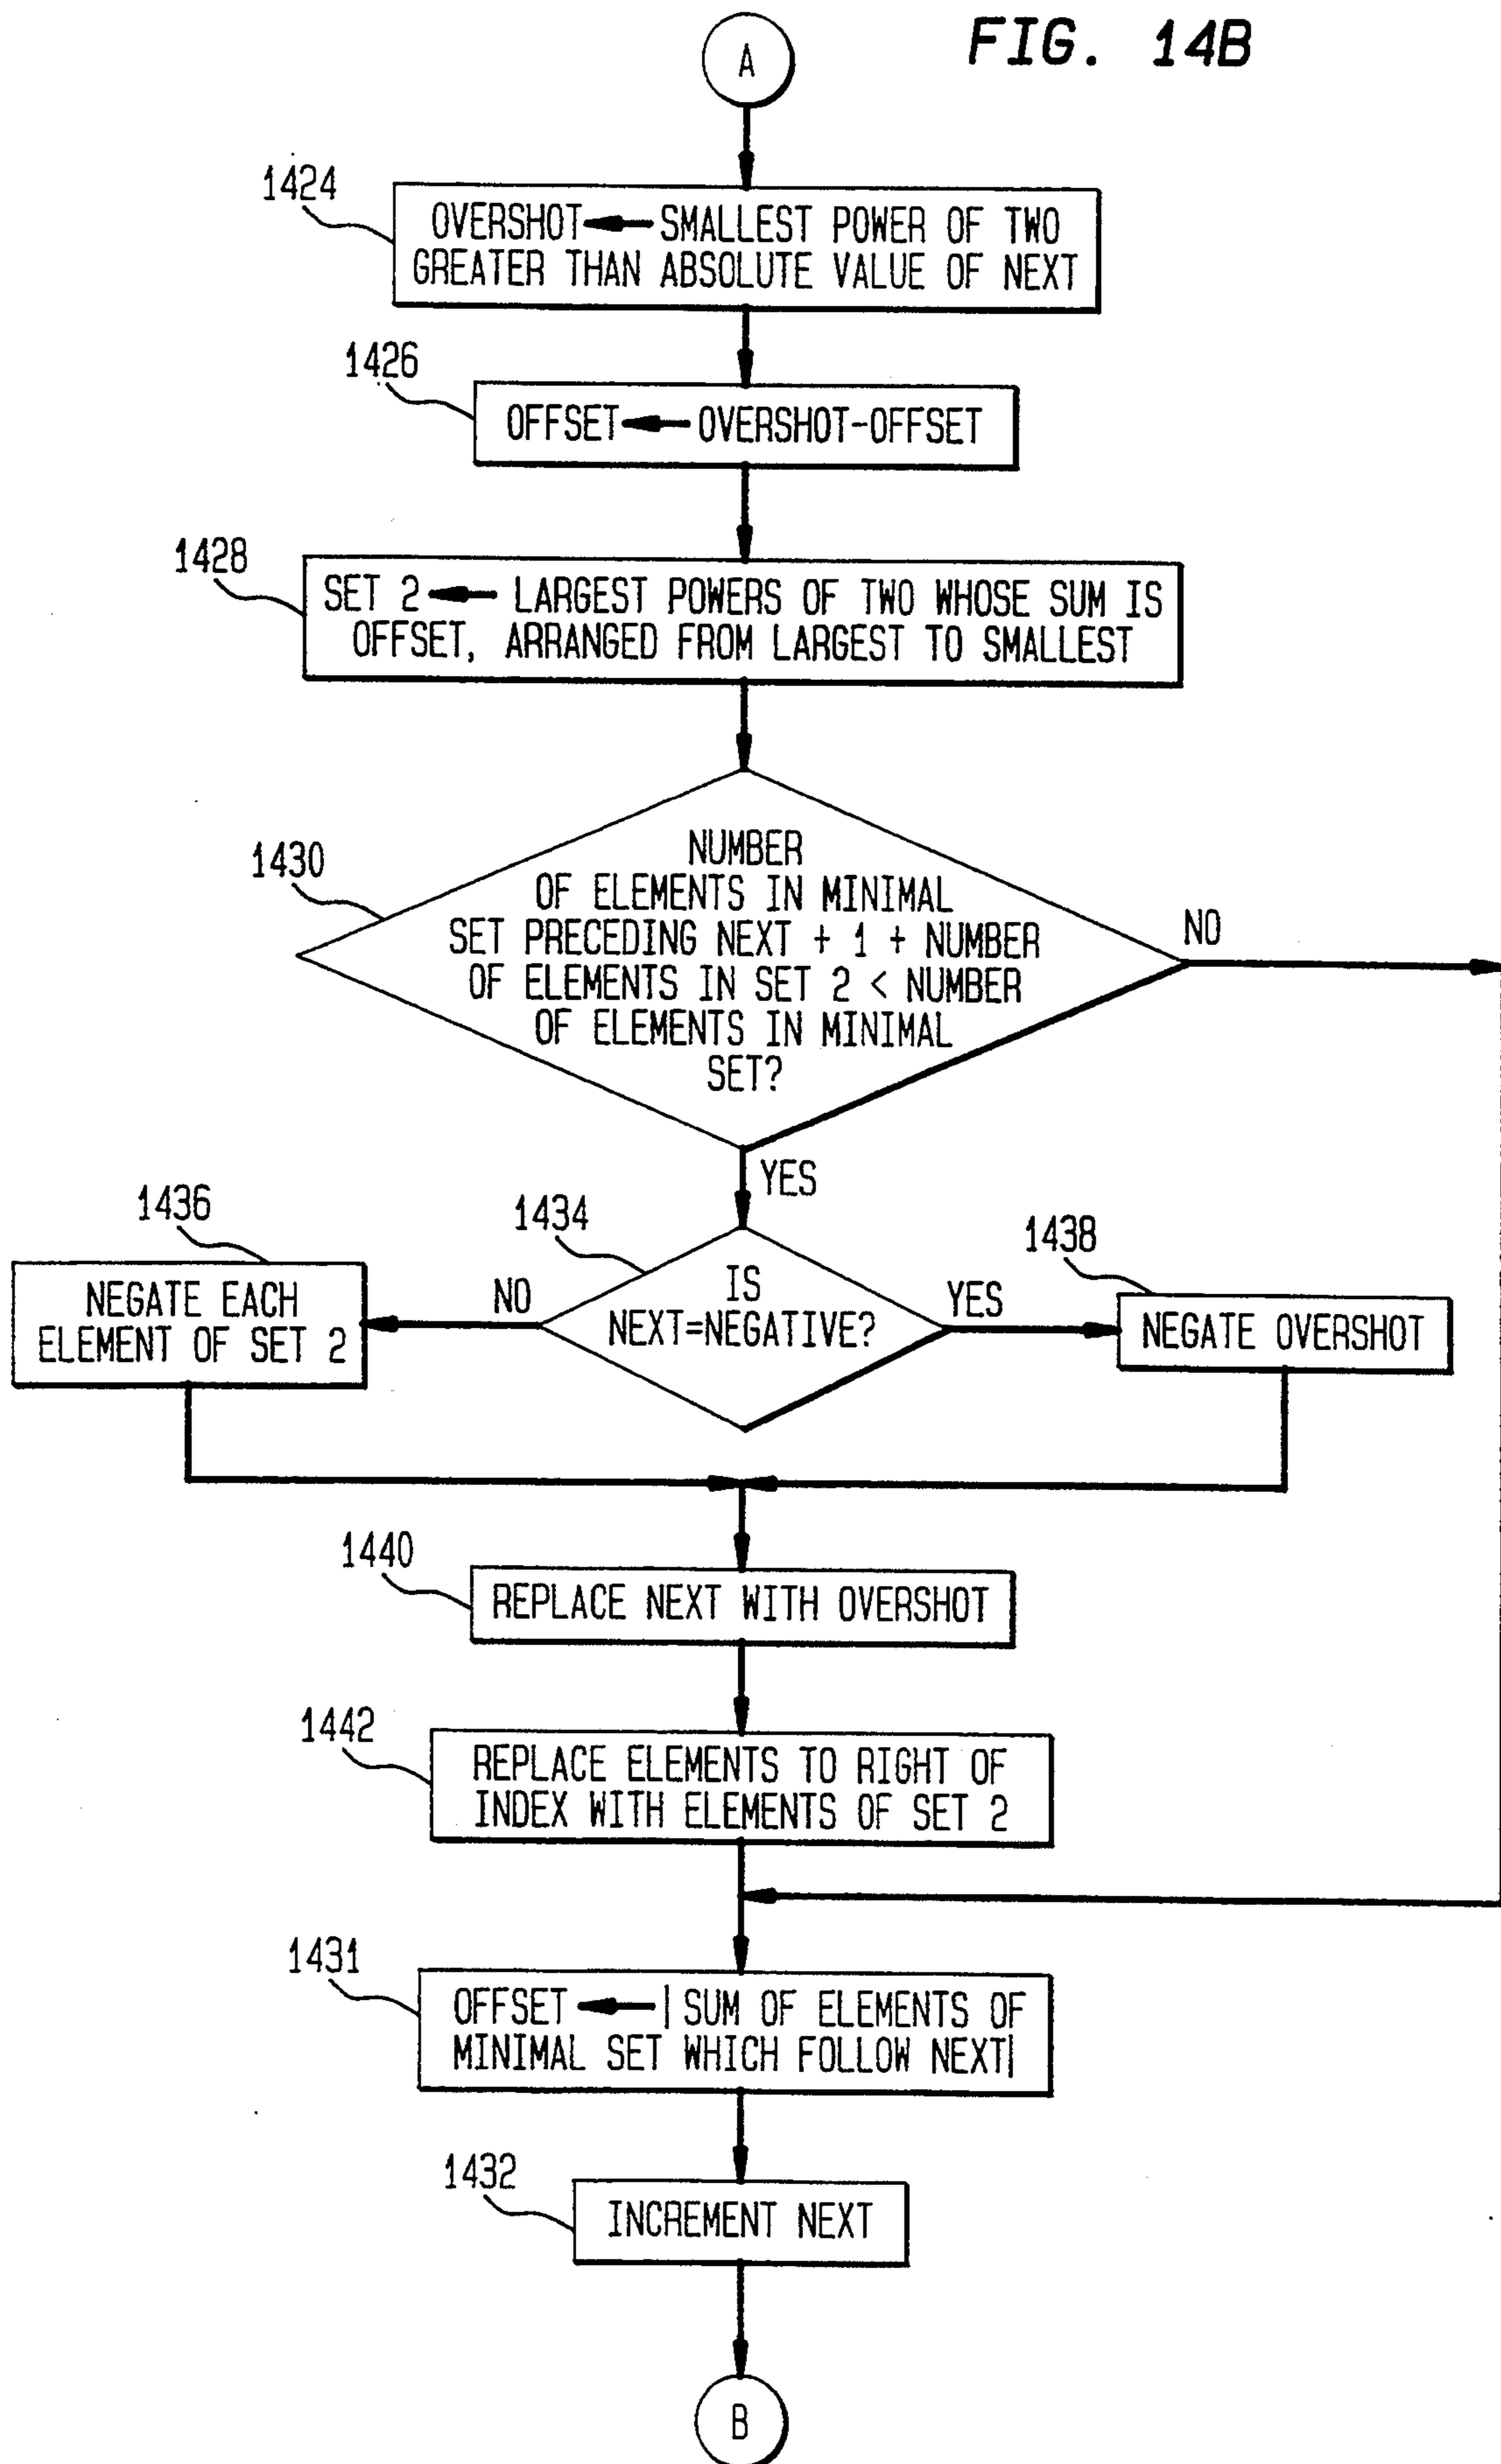 FIG. 14B
A
1424
OVERSHOT ← SMALLEST POWER OF TWO
GREATER THAN ABSOLUTE VALUE OF NEXT
1426
OFFSET ← OVERSHOT-OFFSET
1428
SET 2 ← LARGEST POWERS OF TWO WHOSE SUM IS
OFFSET, ARRANGED FROM LARGEST TO SMALLEST
1430
NUMBER
OF ELEMENTS IN MINIMAL
SET PRECEDING NEXT + 1 + NUMBER
OF ELEMENTS IN SET 2 < NUMBER
OF ELEMENTS IN MINIMAL
SET?
NO
YES
1436
NEGATE EACH
ELEMENT OF SET 2
NO
1434
IS
NEXT=NEGATIVE?
YES
1438
NEGATE OVERSHOT
1440
REPLACE NEXT WITH OVERSHOT
1442
REPLACE ELEMENTS TO RIGHT OF
INDEX WITH ELEMENTS OF SET 2
1431
OFFSET ← | SUM OF ELEMENTS OF
MINIMAL SET WHICH FOLLOW NEXT|
1432
INCREMENT NEXT
B